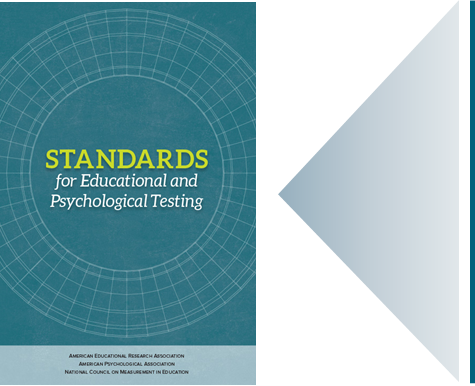 STANDARDS
for Educational and
Psychological Testing
American Educational Research Association
American Psychological Association
National Council on Measurement in Education